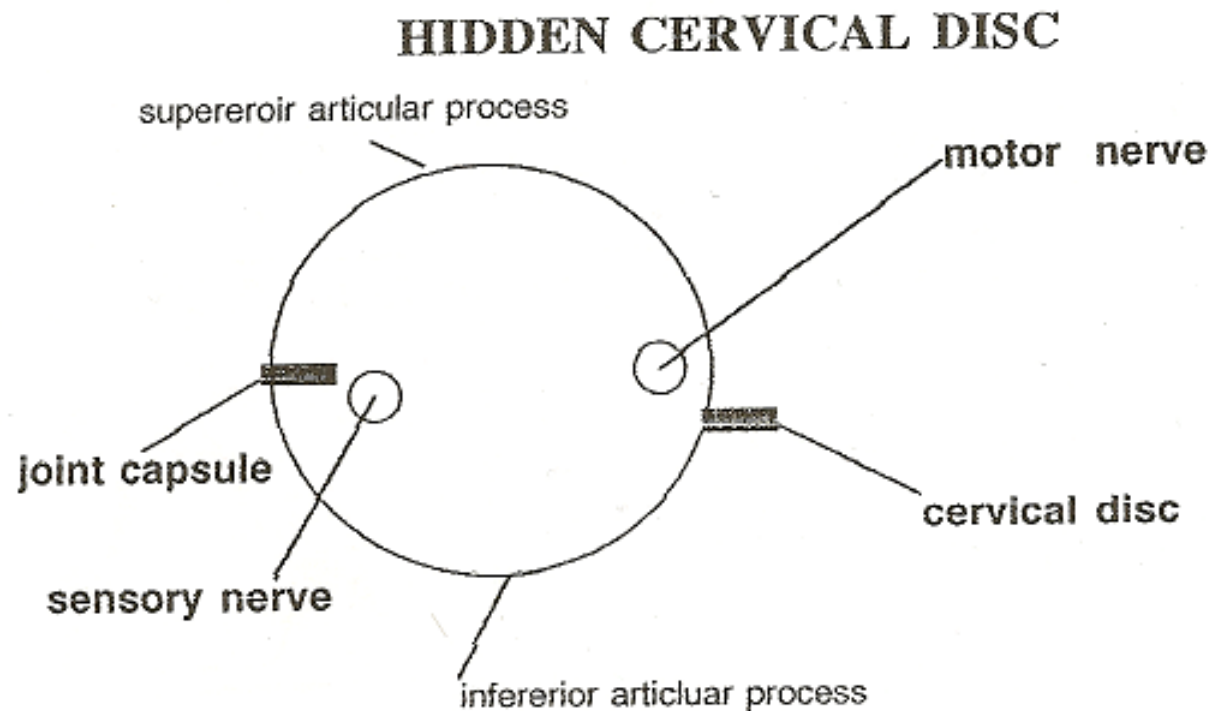 HIDDEN CERVICAL DISC
supereroir articular process
motor nerve
joint capsule
cervical disc
sensory nerve
infererior articluar process